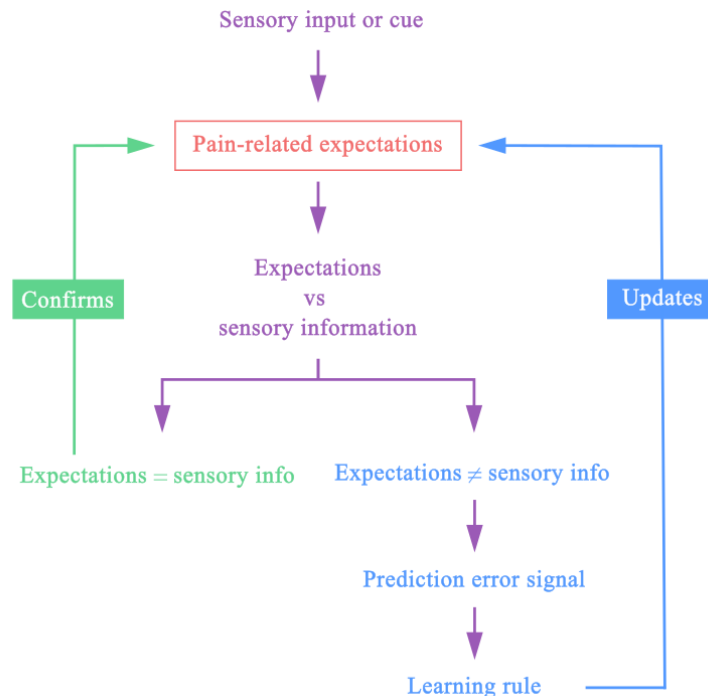 Sensory input or cue
Pain-related expectations
Expectations
vs
sensory information
Confirms
Updates
Expectations = sensory info
Expectations ≠ sensory info
Prediction error signal
Learning rule